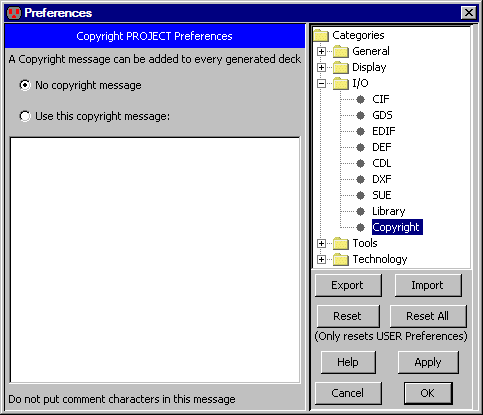 Preferences
Copyright PROJECT Preferences
A Copyright message can be added to every generated deck
No copyright message
Use this copyright message:
Do not put comment characters in this message
Categories
General
Display
I/O
CIF
GDS
EDIF
DEF
CDL
DXF
SUE
Library
Copyright
Tools
Technology
Export Import
Reset Reset All
(Only resets USER Preferences)
Help Apply
Cancel OK